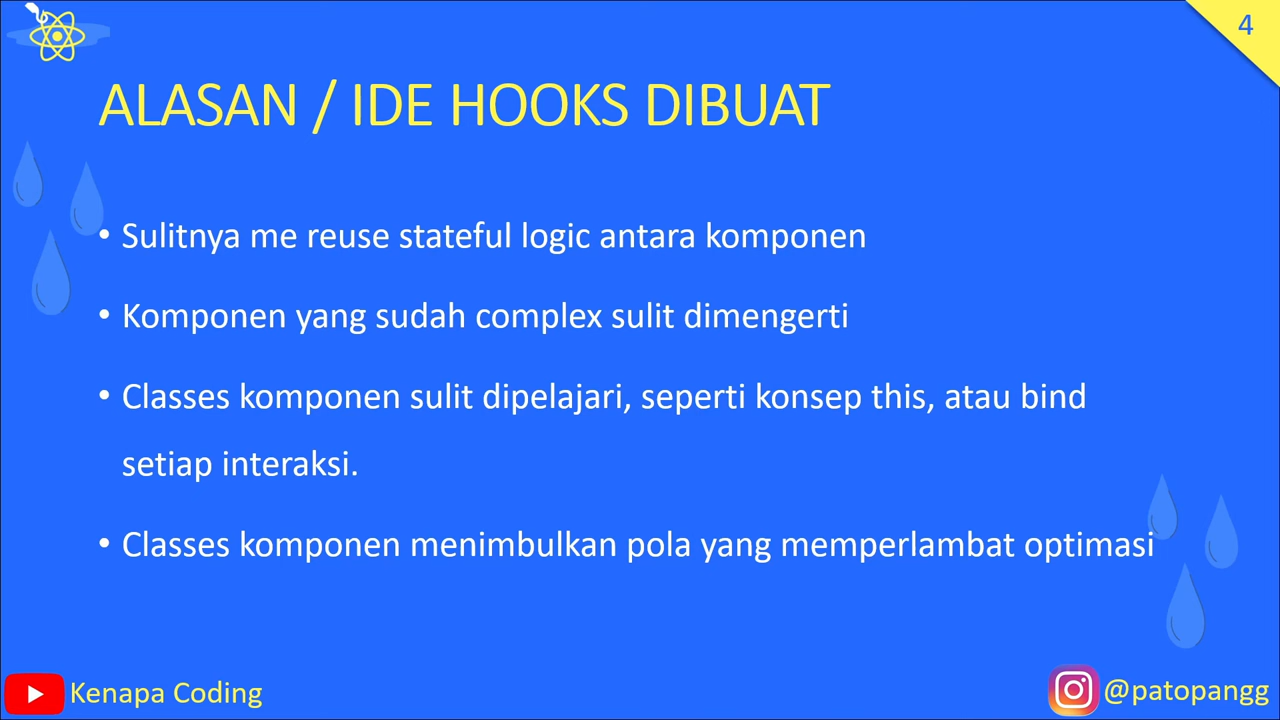 4
ALASAN / IDE HOOKS DIBUAT
• Sulitnya me reuse stateful logic antara komponen
• Komponen yang sudah complex sulit dimengerti
• Classes komponen sulit dipelajari, seperti konsep this, atau bind
setiap interaksi.
• Classes komponen menimbulkan pola yang memperlambat optimasi
Kenapa Coding
@patopangg